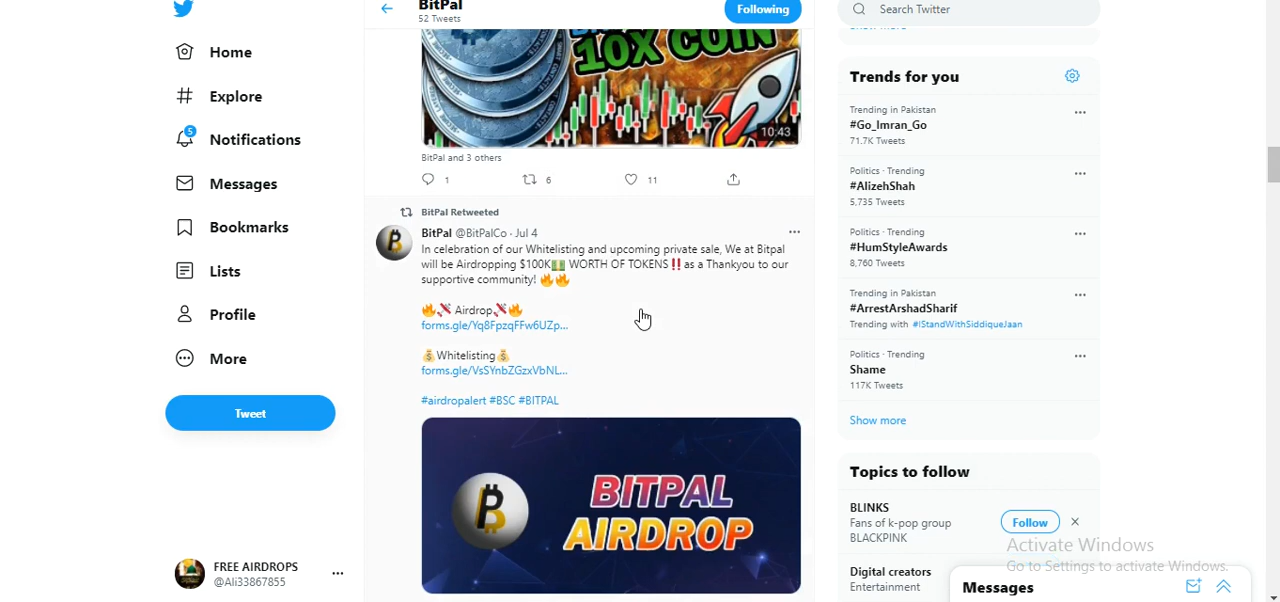 Home
Explore
5
Notifications
Messages
Bookmarks
Lists
Profile
More
Tweet
FREE AIRDROPS
@Ali33867855
BitPal
52 Tweets
Following
10X COIN
10:43
BitPal and 3 others
1
6
11
BitPal Retweeted
BitPal @BitPalCo · Jul 4
In celebration of our Whitelisting and upcoming private sale, We at Bitpal
will be Airdropping $100K💵 WORTH OF TOKENS‼️as a Thankyou to our
supportive community! 🔥🔥
🔥🚀 Airdrop🚀🔥
forms.gle/Yq8FpzqFFw6UZp...
💰Whitelisting💰
forms.gle/VsSYnbZGzxVbNL...
#airdropalert #BSC #BITPAL
BITPAL
AIRDROP
Search Twitter
Trends for you
Trending in Pakistan
#Go_Imran_Go
71.7K Tweets
Politics · Trending
#AlizehShah
5,735 Tweets
Politics · Trending
#HumStyleAwards
8,760 Tweets
Trending in Pakistan
#ArrestArshadSharif
Trending with #IStandWithSiddiqueJaan
Politics · Trending
Shame
117K Tweets
Show more
Topics to follow
BLINKS
Fans of k-pop group
BLACKPINK
Follow
Digital creators
Entertainment
Activate Windows
Go to Settings to activate Windows.
Messages